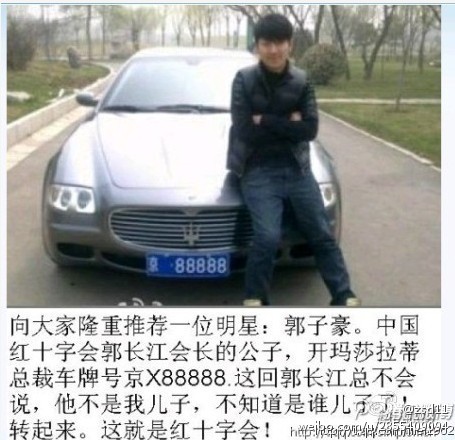 京·88888
向大家隆重推荐一位明星：郭子豪。中国
红十字会郭长江会长的公子，开玛莎拉蒂
总裁车牌号京X88888.这回郭长江总不会
说，他不是我儿子，不知道是谁儿子
转起来。这就是红十字会！